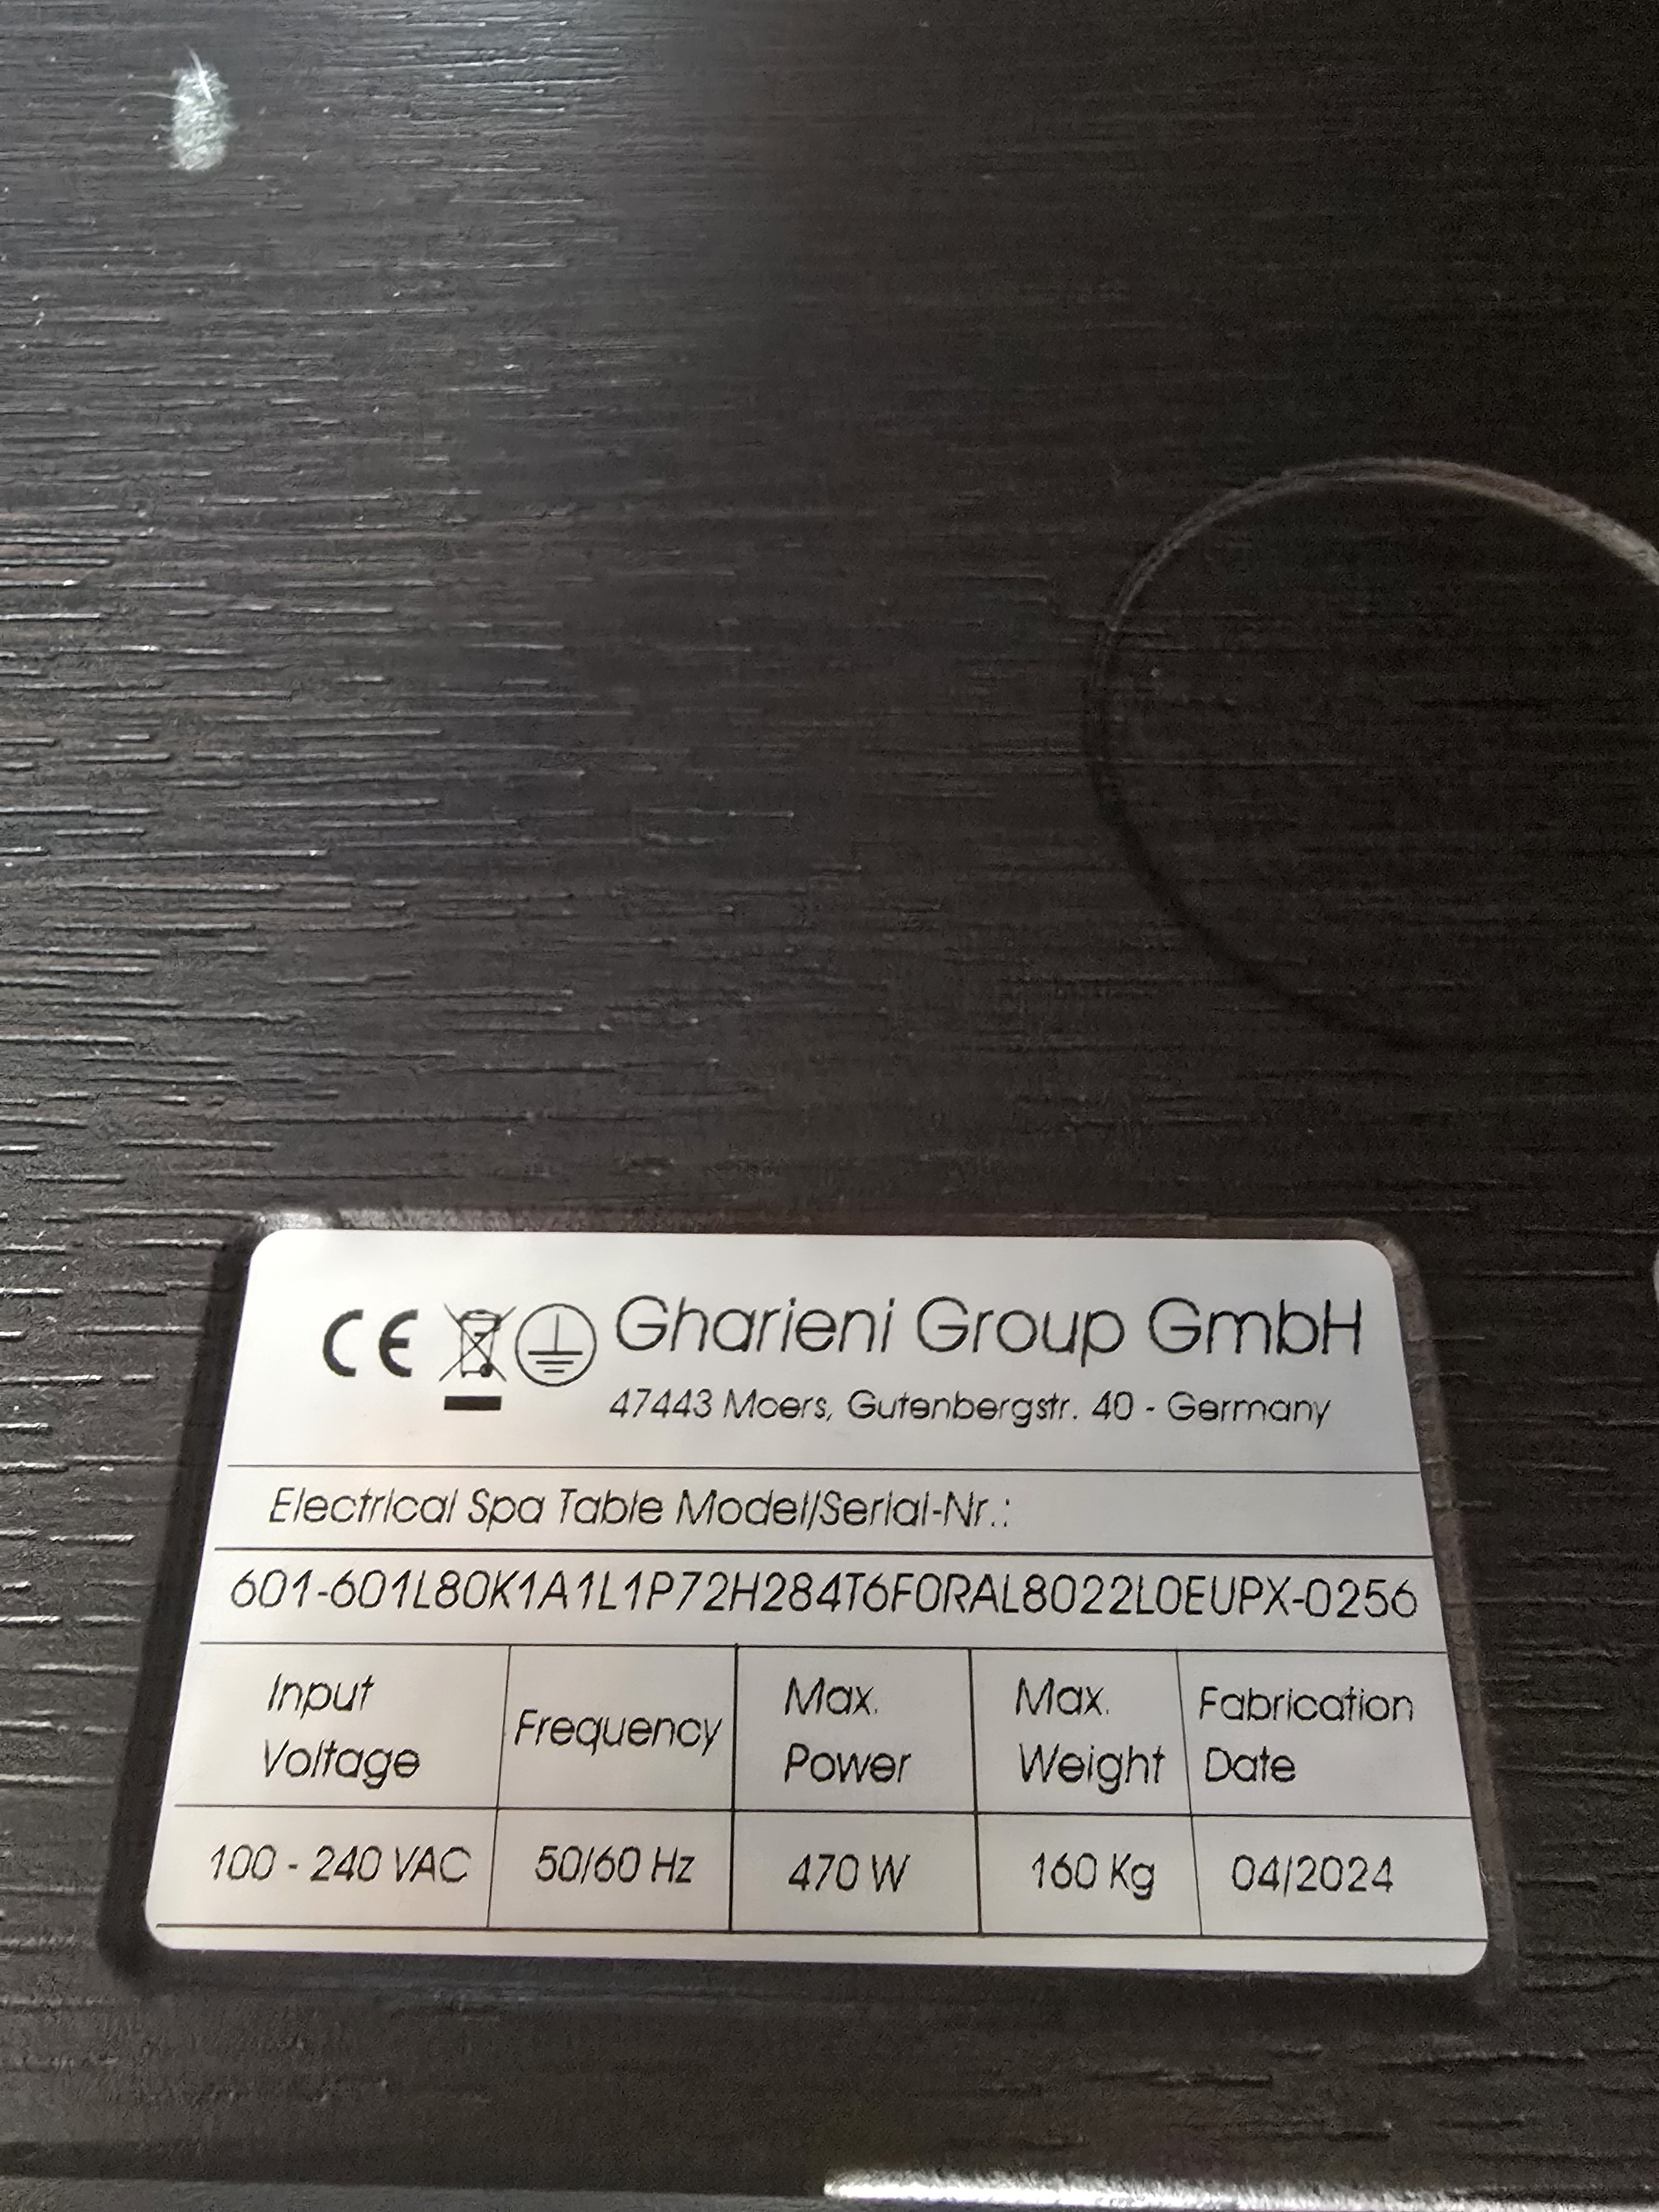 CE Gharieni Group GmbH
47443 Moers, Gutenbergstr. 40 - Germany
Electrical Spa Table Model/Serial-Nr.:
601-601L80K1A1L1P72H284T6F0RAL8022L0EUPX-0256
Input Voltage
Frequency
Max. Power
Max. Weight
Fabrication Date
100 - 240 VAC
50/60 Hz
470 W
160 Kg
04/2024